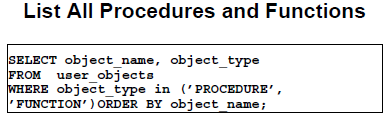 List All Procedures and Functions
SELECT object_name, object_type
FROM  user_objects
WHERE object_type in (’PROCEDURE’,
’FUNCTION’)ORDER BY object_name;